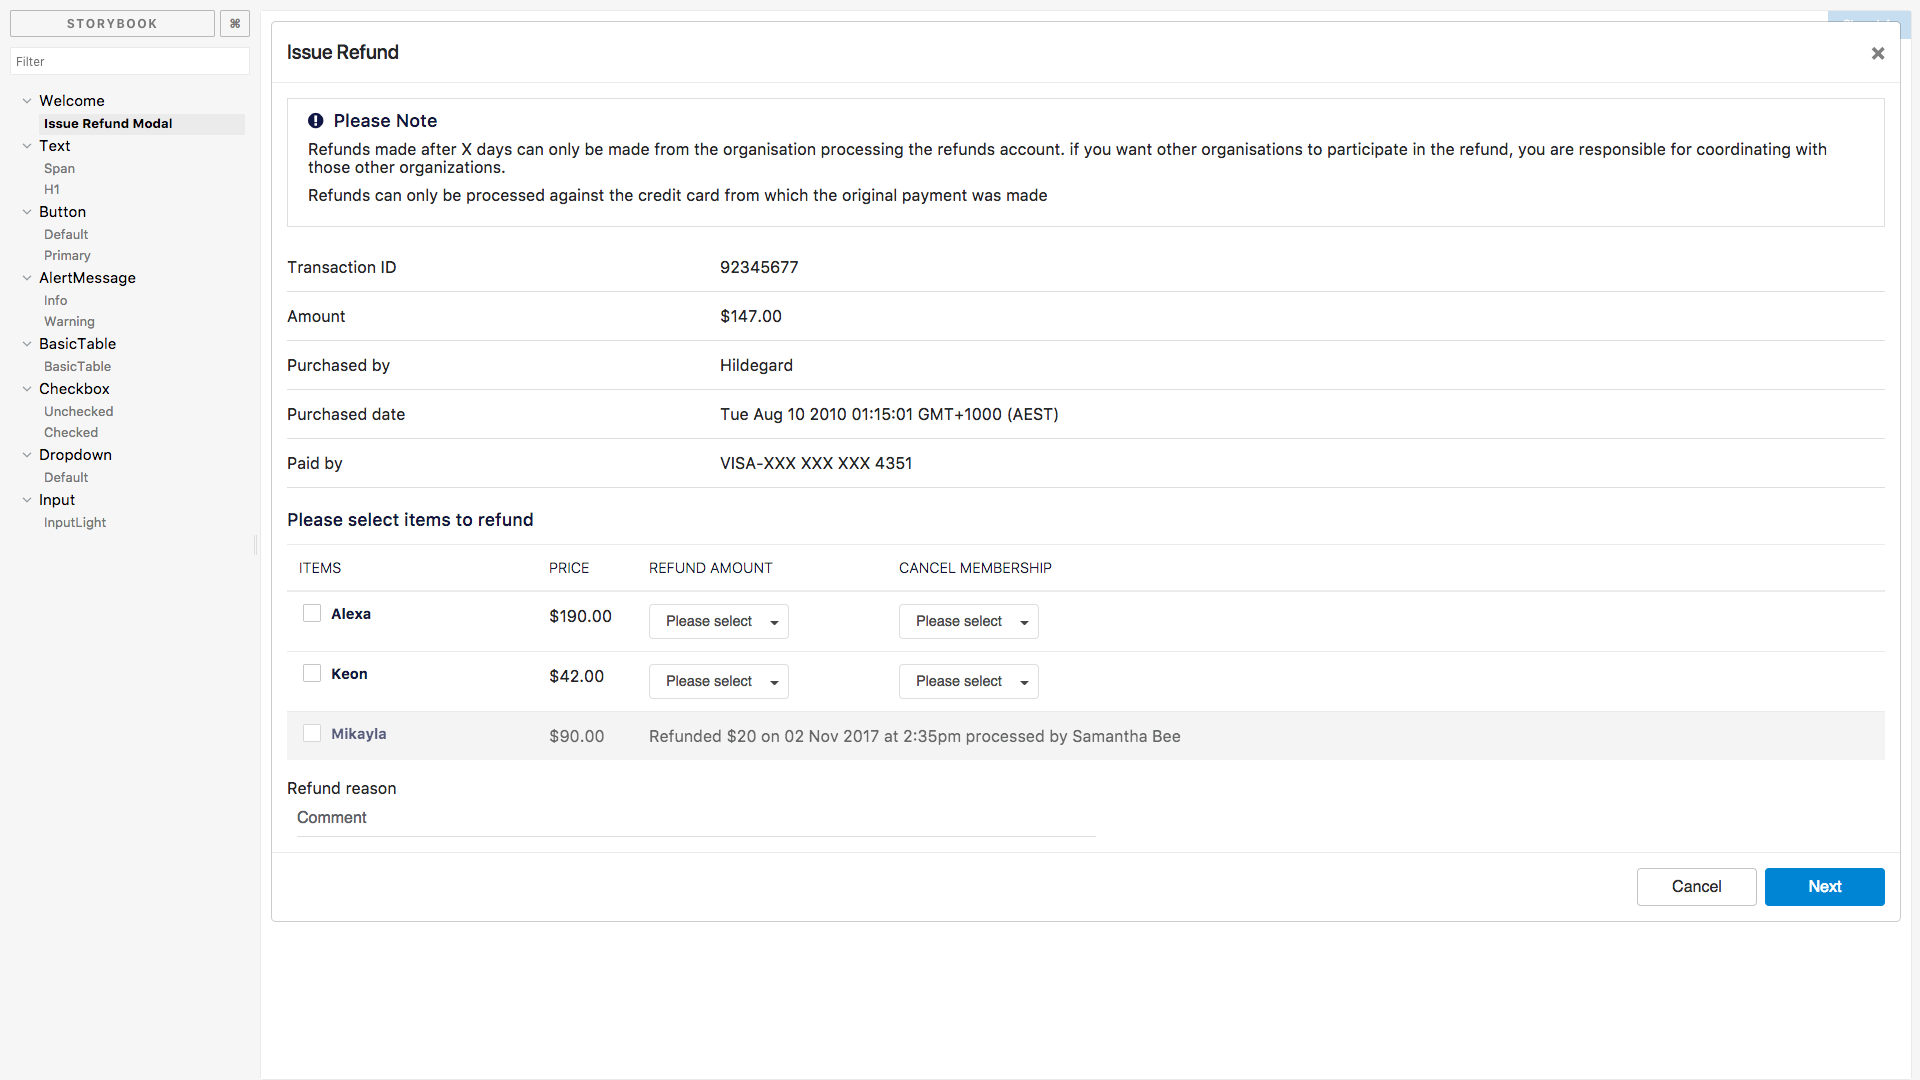 STORYBOOK
⌘
Filter
Welcome
Issue Refund Modal
Text
Span
H1
Button
Default
Primary
AlertMessage
Info
Warning
BasicTable
BasicTable
Checkbox
Unchecked
Checked
Dropdown
Default
Input
InputLight
Issue Refund
Please Note
Refunds made after X days can only be made from the organisation processing the refunds account. if you want other organisations to participate in the refund, you are responsible for coordinating with
those other organizations.
Refunds can only be processed against the credit card from which the original payment was made
Transaction ID 92345677
Amount $147.00
Purchased by Hildegard
Purchased date Tue Aug 10 2010 01:15:01 GMT+1000 (AEST)
Paid by VISA-XXX XXX XXX 4351
Please select items to refund
ITEMS PRICE REFUND AMOUNT CANCEL MEMBERSHIP
Alexa $190.00 Please select Please select
Keon $42.00 Please select Please select
Mikayla $90.00 Refunded $20 on 02 Nov 2017 at 2:35pm processed by Samantha Bee
Refund reason
Comment
Cancel Next